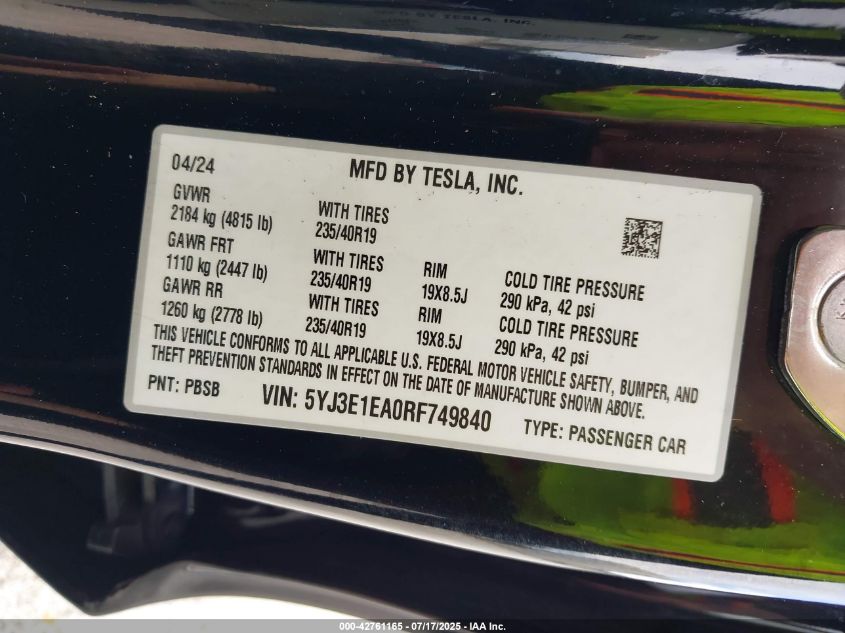 MFD BY TESLA, INC.
04/24
MFD BY TESLA, INC.
GVWR
2184 kg (4815 lb)
WITH TIRES
235/40R19
GAWR FRT
1110 kg (2447 lb)
WITH TIRES
235/40R19
RIM
19X8.5J
COLD TIRE PRESSURE
290 kPa, 42 psi
GAWR RR
1260 kg (2778 lb)
WITH TIRES
235/40R19
RIM
19X8.5J
COLD TIRE PRESSURE
290 kPa, 42 psi
THIS VEHICLE CONFORMS TO ALL APPLICABLE U.S. FEDERAL MOTOR VEHICLE SAFETY, BUMPER, AND
THEFT PREVENTION STANDARDS IN EFFECT ON THE DATE OF MANUFACTURE SHOWN ABOVE.
PNT: PBSB
VIN: 5YJ3E1EA0RF749840
TYPE: PASSENGER CAR
000-42761165 - 07/17/2025 - IAA Inc.